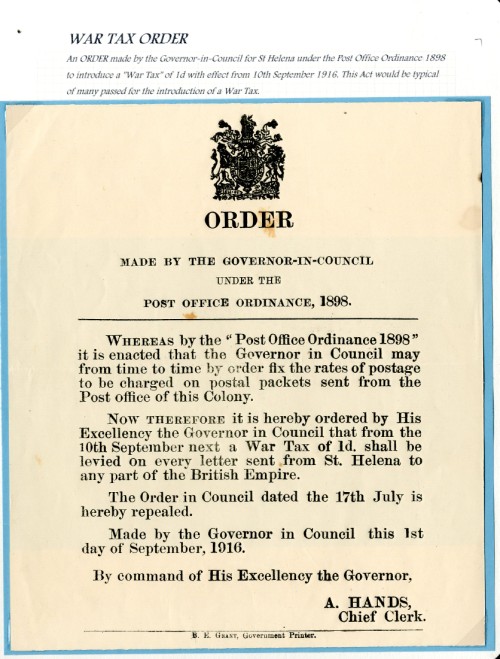 WAR TAX ORDER
An ORDER made by the Governor-in-Council for St Helena under the Post Office Ordinance 1898
to introduce a "War Tax" of 1d with effect from 10th September 1916. This Act would be typical
of many passed for the introduction of a War Tax.
ORDER
MADE BY THE GOVERNOR-IN-COUNCIL
UNDER THE
POST OFFICE ORDINANCE, 1898.
WHEREAS by the "Post Office Ordinance 1898"
it is enacted that the Governor in Council may
from time to time by order fix the rates of postage
to be charged on postal packets sent from the
Post office of this Colony.
NOW THEREFORE it is hereby ordered by His
Excellency the Governor in Council that from the
10th September next a War Tax of 1d. shall be
levied on every letter sent from St. Helena to
any part of the British Empire.
The Order in Council dated the 17th July is
hereby repealed.
Made by the Governor in Council this 1st
day of September, 1916.
By command of His Excellency the Governor,
A. HANDS,
Chief Clerk.
B. E. GRANT, Government Printer.